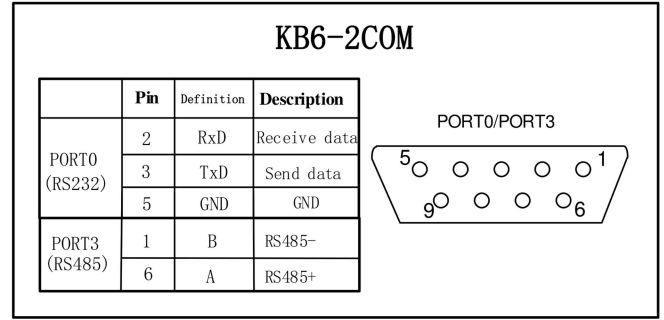 KB6-2COM
Pin Definition Description
PORT0 (RS232)
2 RxD Receive data
3 TxD Send data
5 GND GND
PORT3 (RS485)
1 B RS485-
6 A RS485+
PORT0/PORT3
5 1
9 6